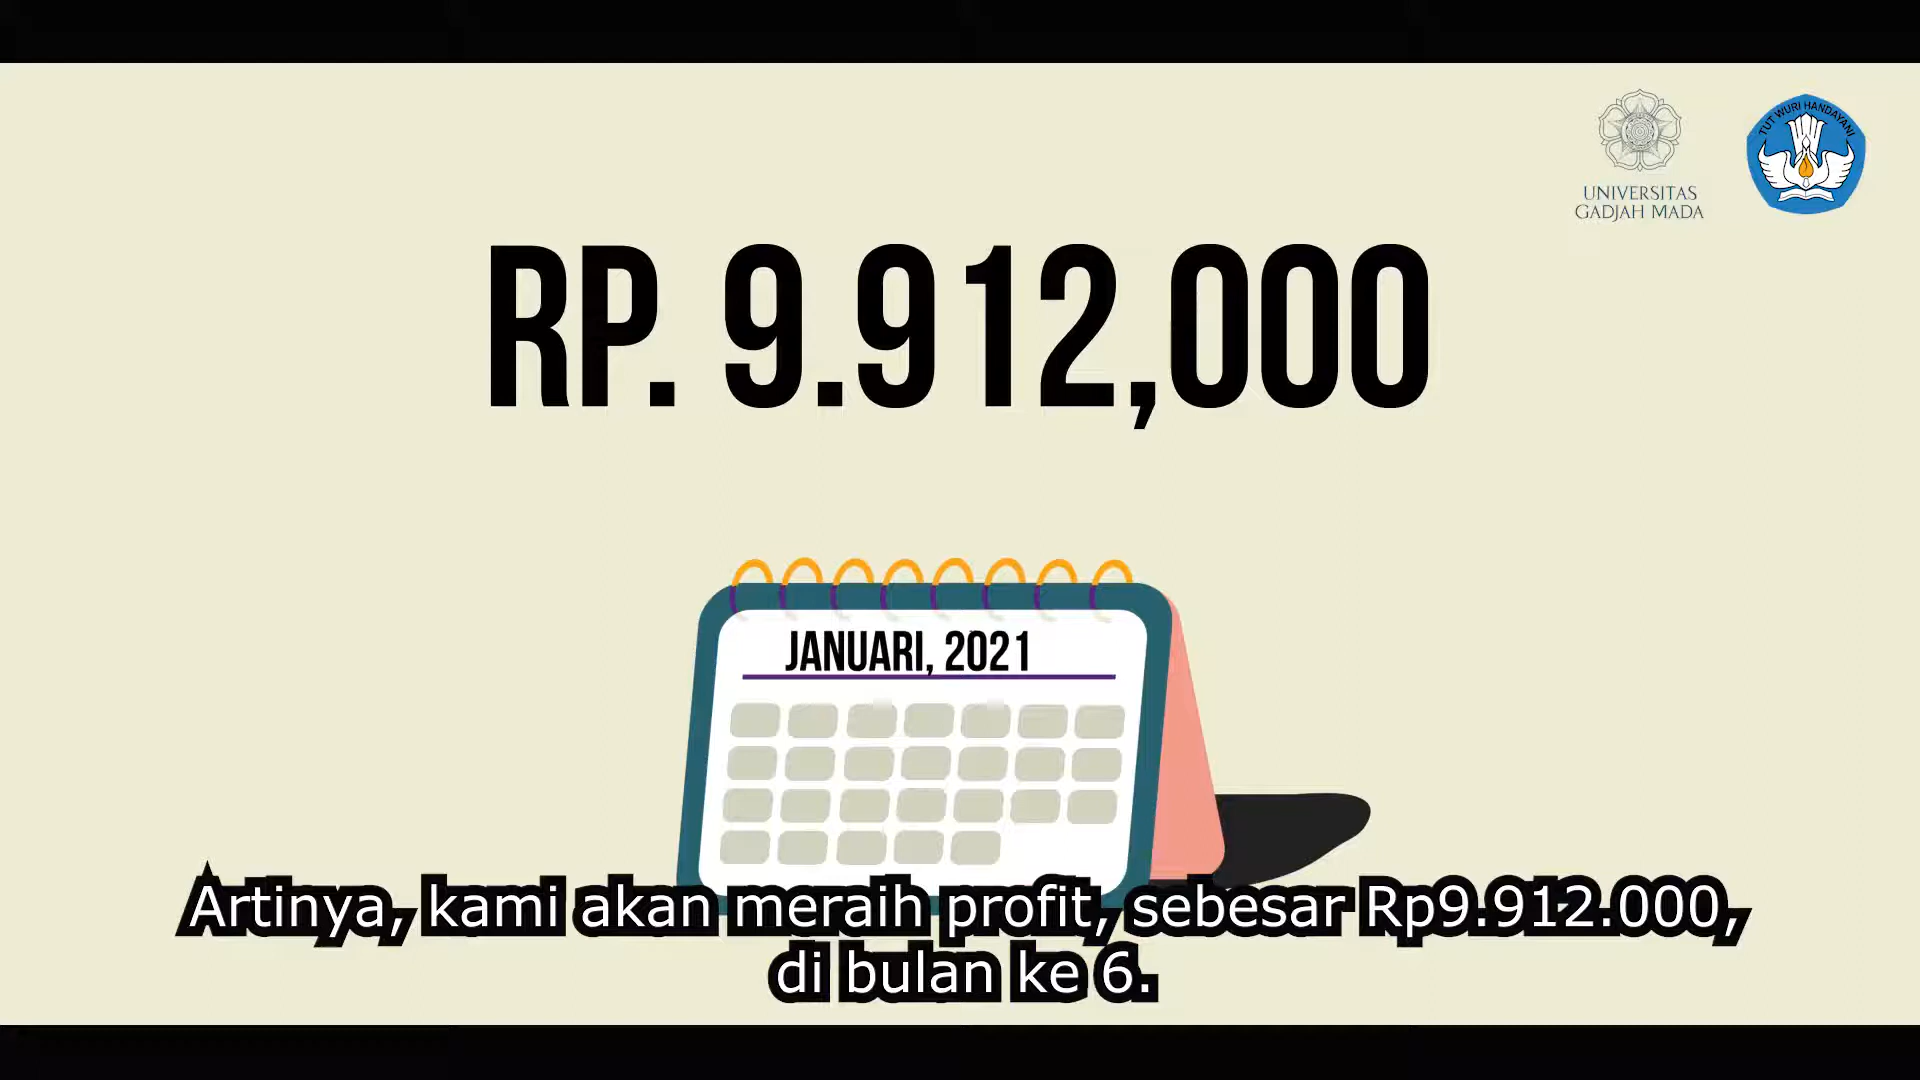 TUT WURI HANDAYANI
UNIVERSITAS
GADJAH MADA
RP. 9.912,000
JANUARI, 2021
Artinya, kami akan meraih profit, sebesar Rp9.912.000,
di bulan ke 6.